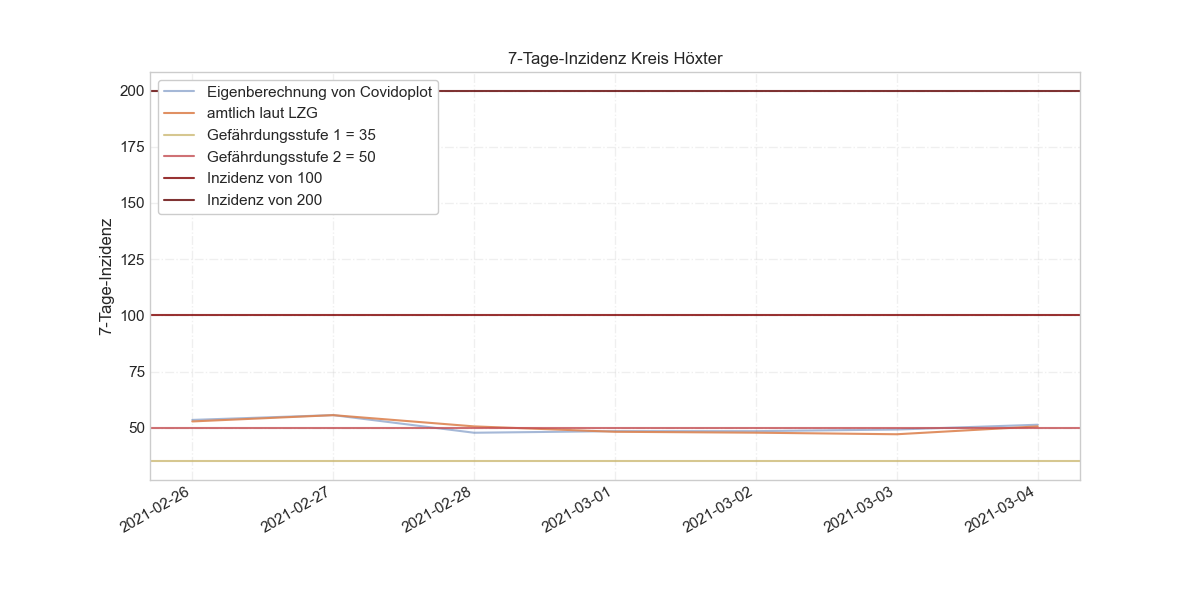 7-Tage-Inzidenz Kreis Höxter
Eigenberechnung von Covidoplot
amtlich laut LZG
Gefährdungsstufe 1 = 35
Gefährdungsstufe 2 = 50
Inzidenz von 100
Inzidenz von 200
7-Tage-Inzidenz
200
175
150
125
100
75
50
2021-02-26
2021-02-27
2021-02-28
2021-03-01
2021-03-02
2021-03-03
2021-03-04